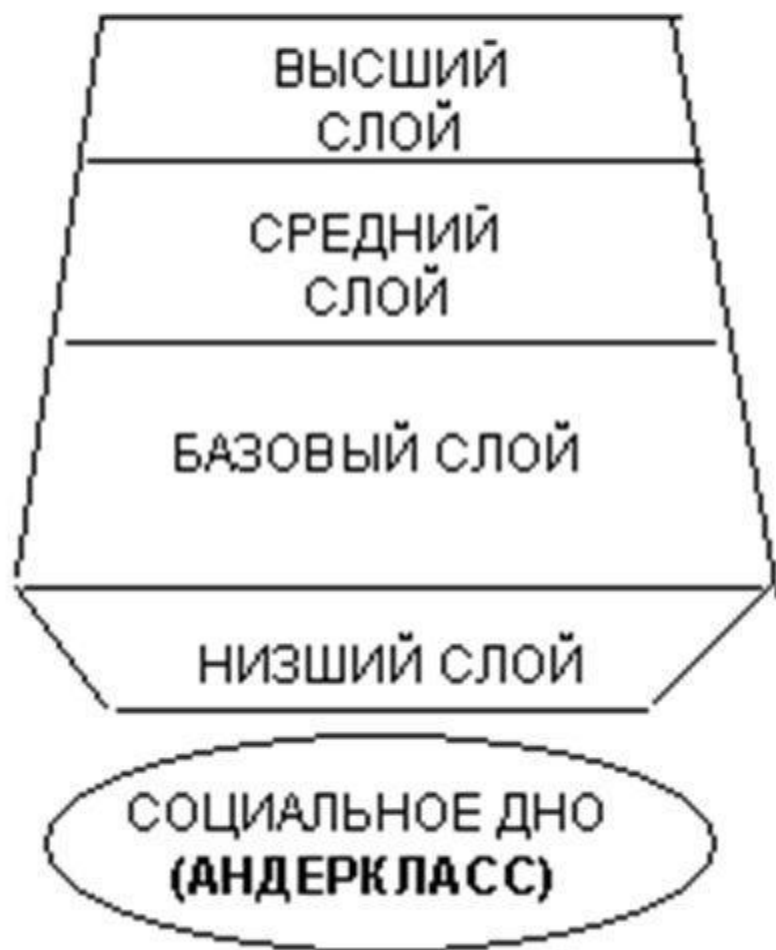 ВЫСШИЙ
СЛОЙ
СРЕДНИЙ
СЛОЙ
БАЗОВЫЙ СЛОЙ
НИЗШИЙ СЛОЙ
СОЦИАЛЬНОЕ ДНО
(АНДЕРКЛАСС)